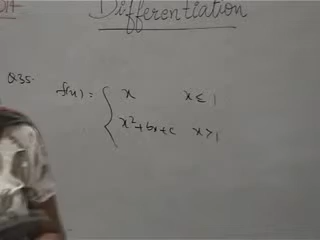 Differentiation
Q35. f(x) = { x x ≤ 1
x²+bx+c x>1